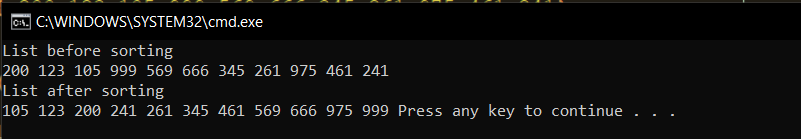 C:\WINDOWS\SYSTEM32\cmd.exe
List before sorting
200 123 105 999 569 666 345 261 975 461 241
List after sorting
105 123 200 241 261 345 461 569 666 975 999 Press any key to continue . . .